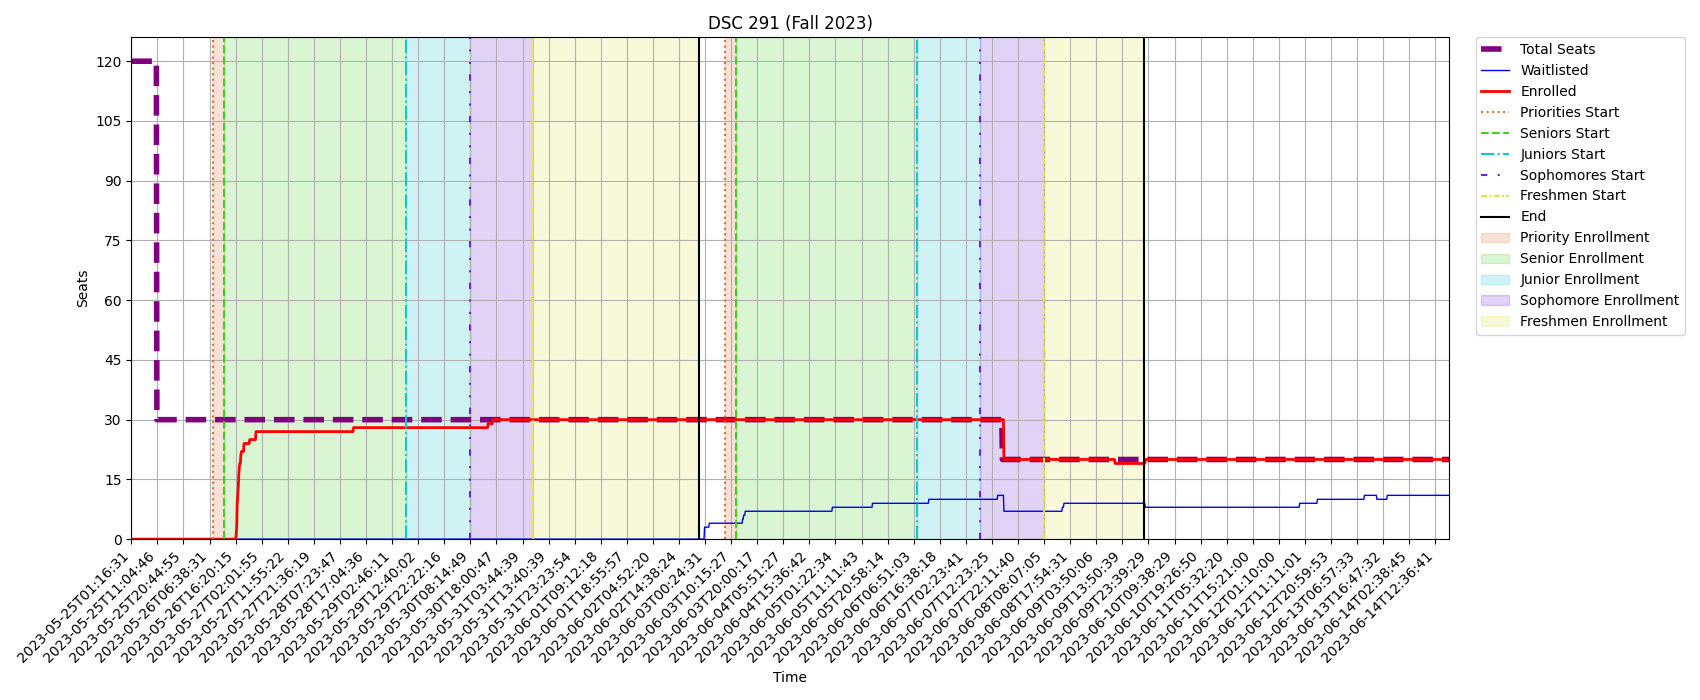 DSC 291 (Fall 2023)
Seats
120
105
90
75
60
45
30
15
0
2023-05-25T01:16:31
2023-05-25T11:04:46
2023-05-25T20:44:55
2023-05-26T06:38:31
2023-05-26T16:20:15
2023-05-27T02:01:55
2023-05-27T11:55:22
2023-05-27T21:36:19
2023-05-28T07:23:47
2023-05-28T17:04:36
2023-05-29T02:46:11
2023-05-29T12:40:02
2023-05-29T22:22:16
2023-05-30T08:14:49
2023-05-30T18:00:47
2023-05-31T03:44:39
2023-05-31T13:40:39
2023-05-31T23:23:54
2023-06-01T09:12:18
2023-06-01T18:55:57
2023-06-02T04:52:20
2023-06-02T14:38:24
2023-06-03T00:24:31
2023-06-03T10:15:27
2023-06-03T20:00:17
2023-06-04T05:51:27
2023-06-04T15:36:42
2023-06-05T01:22:34
2023-06-05T11:11:43
2023-06-05T20:58:14
2023-06-06T06:51:03
2023-06-06T16:38:18
2023-06-07T02:23:41
2023-06-07T12:23:25
2023-06-07T22:11:40
2023-06-08T08:07:05
2023-06-08T17:54:31
2023-06-09T03:50:06
2023-06-09T13:50:39
2023-06-09T23:39:29
2023-06-10T09:38:29
2023-06-10T19:26:50
2023-06-11T05:32:20
2023-06-11T15:21:00
2023-06-12T01:10:00
2023-06-12T11:11:01
2023-06-12T20:59:53
2023-06-13T06:57:33
2023-06-13T16:47:32
2023-06-14T02:38:45
2023-06-14T12:36:41
Time
Total Seats
Waitlisted
Enrolled
Priorities Start
Seniors Start
Juniors Start
Sophomores Start
Freshmen Start
End
Priority Enrollment
Senior Enrollment
Junior Enrollment
Sophomore Enrollment
Freshmen Enrollment